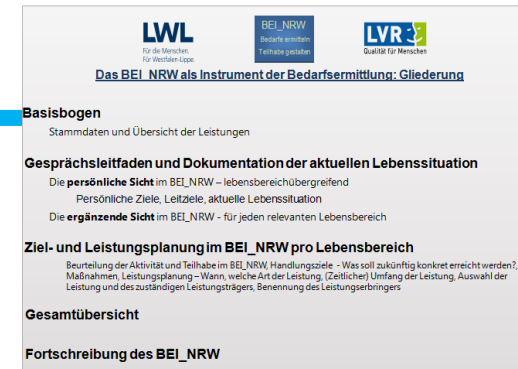 LWL
Für die Menschen.
Für Westfalen-Lippe.
BEI_NRW
Bedarfe ermitteln
Teilhabe gestalten
LVR
Qualität für Menschen
Das BEI_NRW als Instrument der Bedarfsermittlung: Gliederung
Basisbogen
Stammdaten und Übersicht der Leistungen
Gesprächsleitfaden und Dokumentation der aktuellen Lebenssituation
Die persönliche Sicht im BEI_NRW – lebensbereichübergreifend
Persönliche Ziele, Leitziele, aktuelle Lebenssituation
Die ergänzende Sicht im BEI_NRW - für jeden relevanten Lebensbereich
Ziel- und Leistungsplanung im BEI_NRW pro Lebensbereich
Beurteilung der Aktivität und Teilhabe im BEI_NRW, Handlungsziele - Was soll zukünftig konkret erreicht werden?,
Maßnahmen, Leistungsplanung – Wann, welche Art der Leistung, (Zeitlicher) Umfang der Leistung, Auswahl der
Leistung und des zuständigen Leistungsträgers, Benennung des Leistungserbringers
Gesamtübersicht
Fortschreibung des BEI_NRW